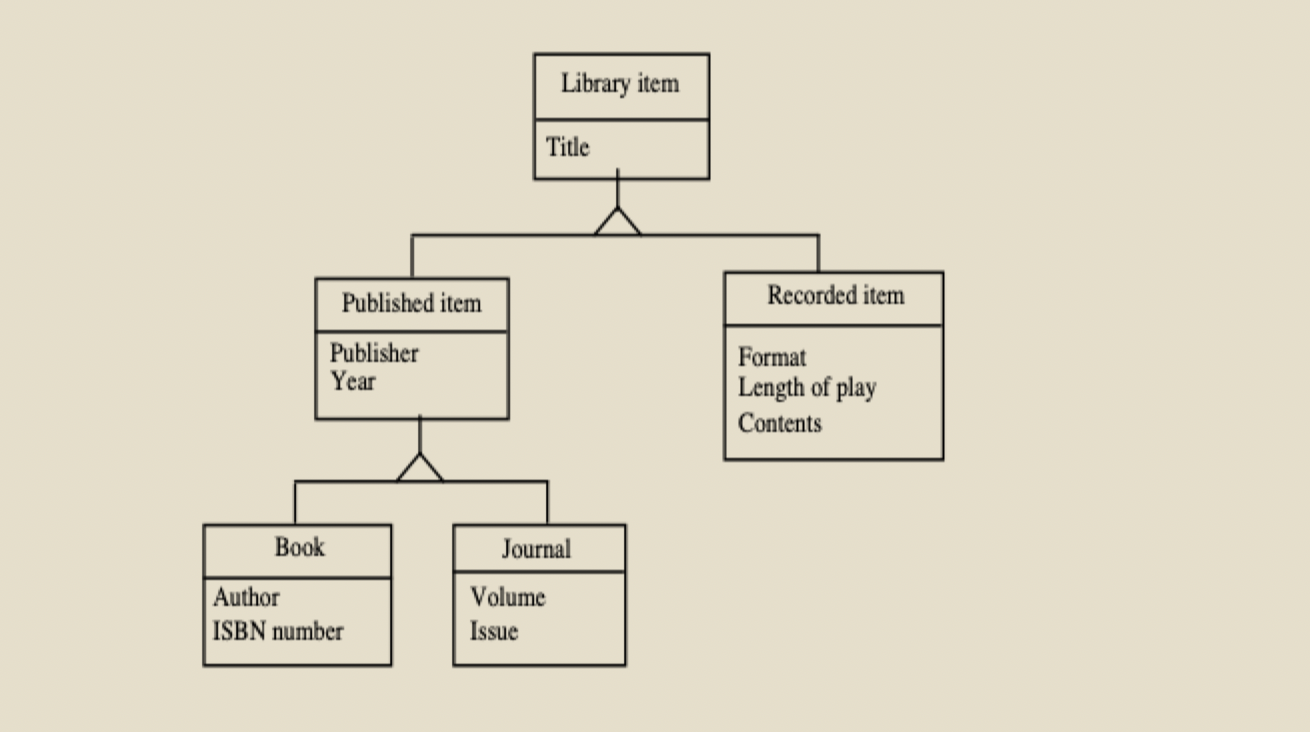 Library item
Title
Published item
Publisher
Year
Recorded item
Format
Length of play
Contents
Book
Author
ISBN number
Journal
Volume
Issue